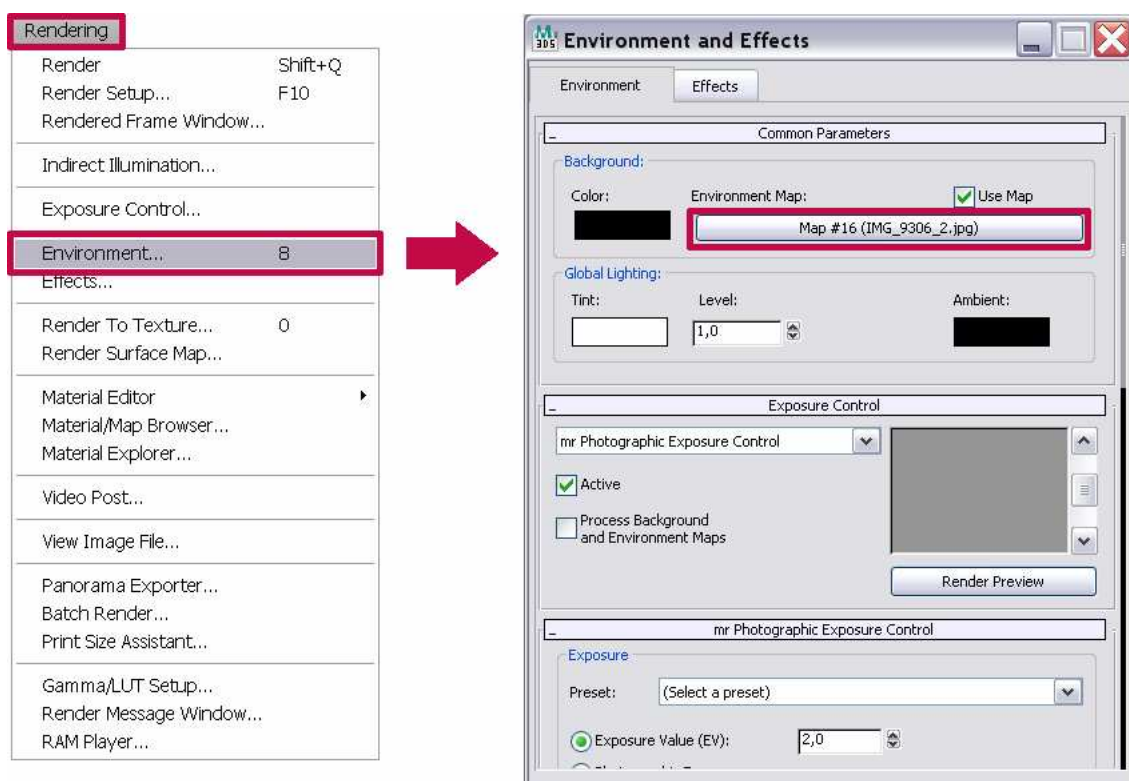 Rendering
Render Shift+Q
Render Setup... F10
Rendered Frame Window...
Indirect Illumination...
Exposure Control...
Environment... 8
Effects...
Render To Texture... 0
Render Surface Map...
Material Editor
Material/Map Browser...
Material Explorer...
Video Post...
View Image File...
Panorama Exporter...
Batch Render...
Print Size Assistant...
Gamma/LUT Setup...
Render Message Window...
RAM Player...
Environment and Effects
Environment Effects
Common Parameters
Background:
Color: Environment Map: Use Map
Map #16 (IMG_9306_2.jpg)
Global Lighting:
Tint: Level: Ambient:
1,0
Exposure Control
mr Photographic Exposure Control
Active
Process Background
and Environment Maps
Render Preview
mr Photographic Exposure Control
Exposure
Preset: (Select a preset)
Exposure Value (EV): 2,0